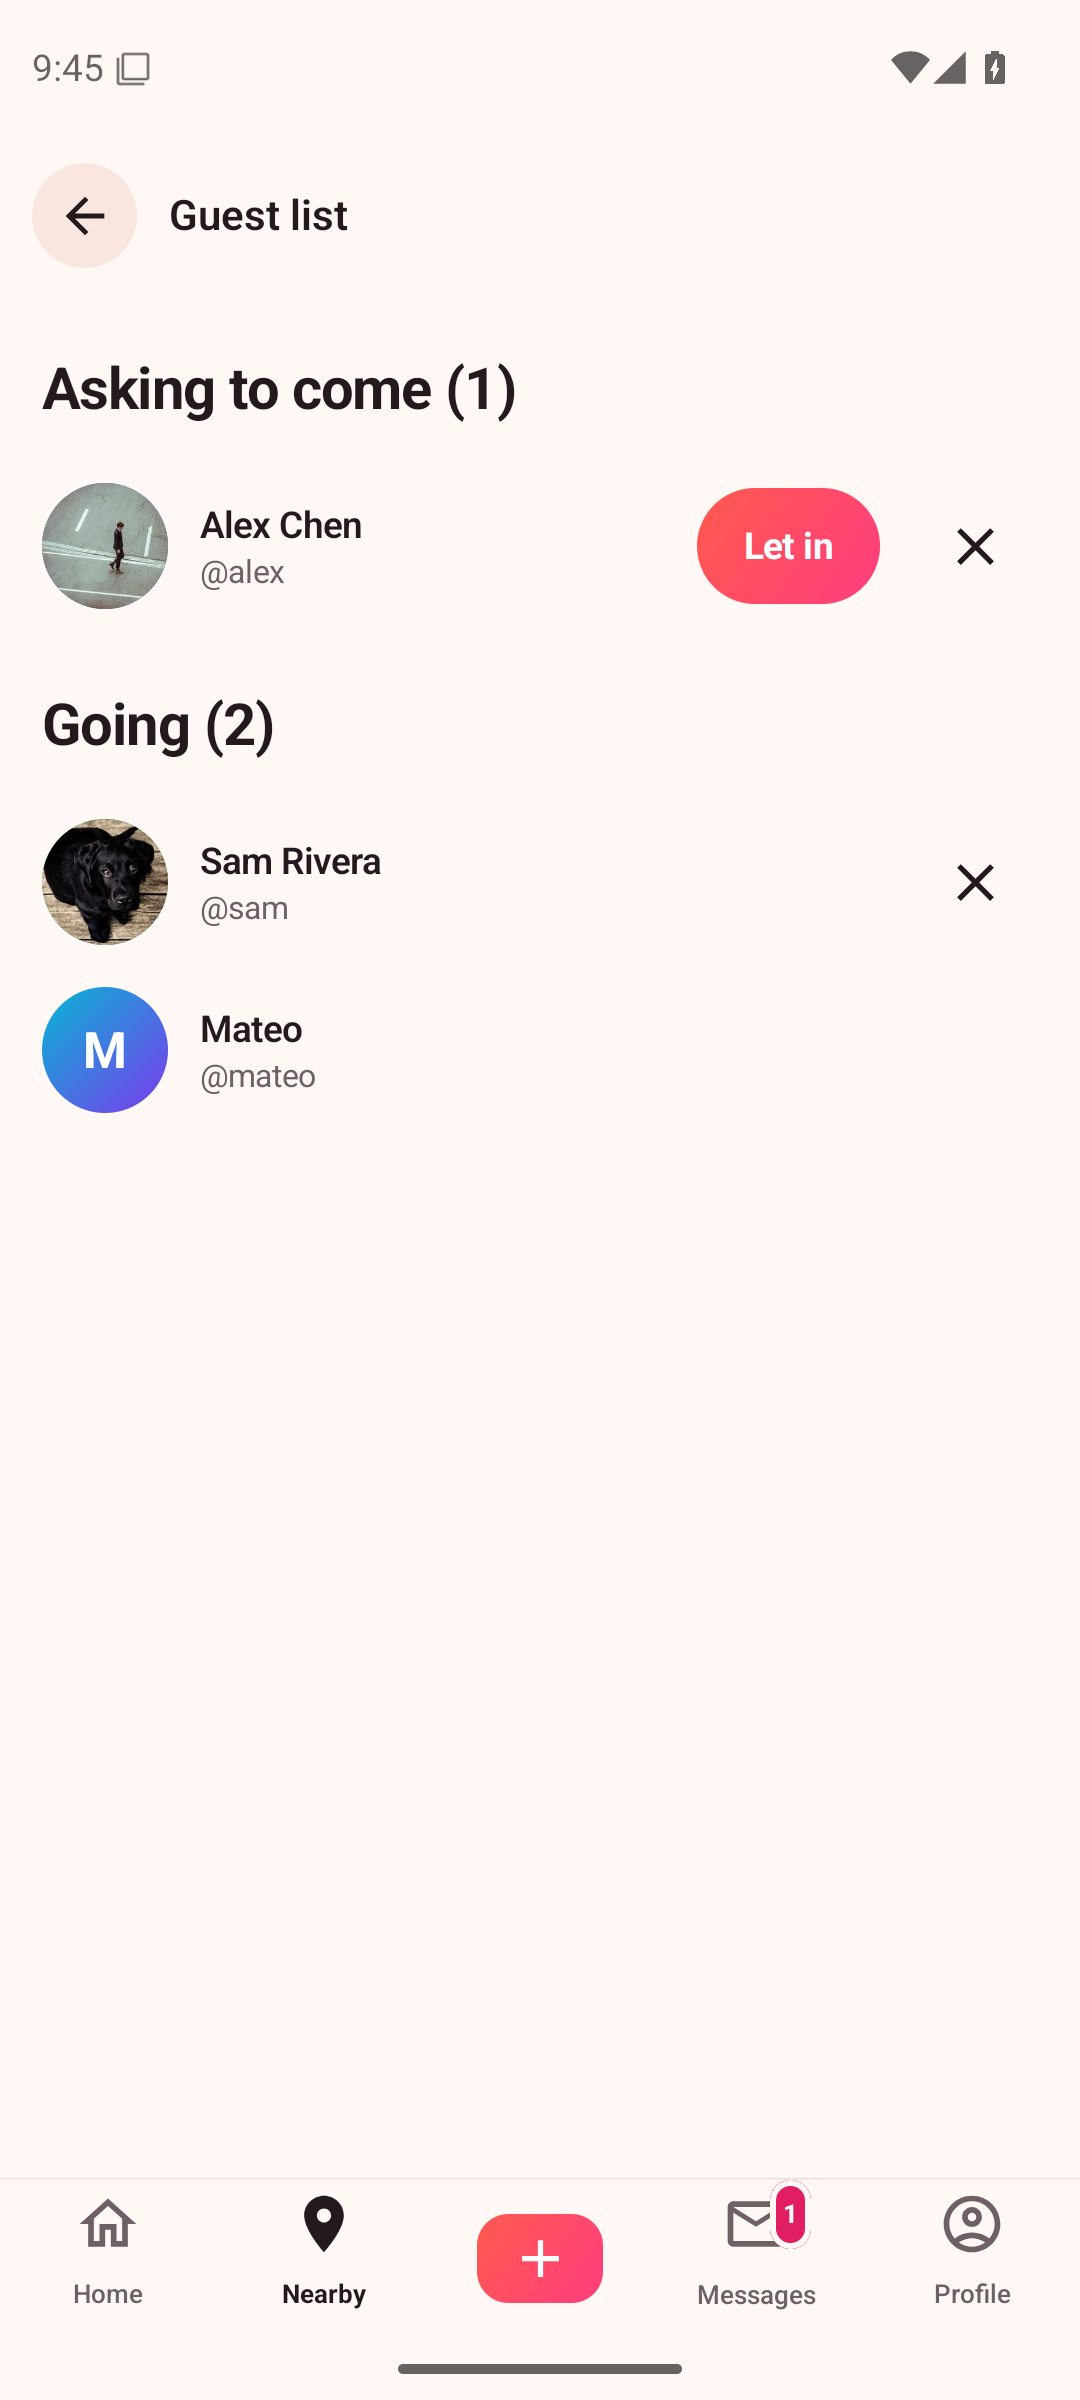 9:45
Guest list
Asking to come (1)
Alex Chen
@alex
Let in
Going (2)
Sam Rivera
@sam
M
Mateo
@mateo
1
Home
Nearby
Messages
Profile